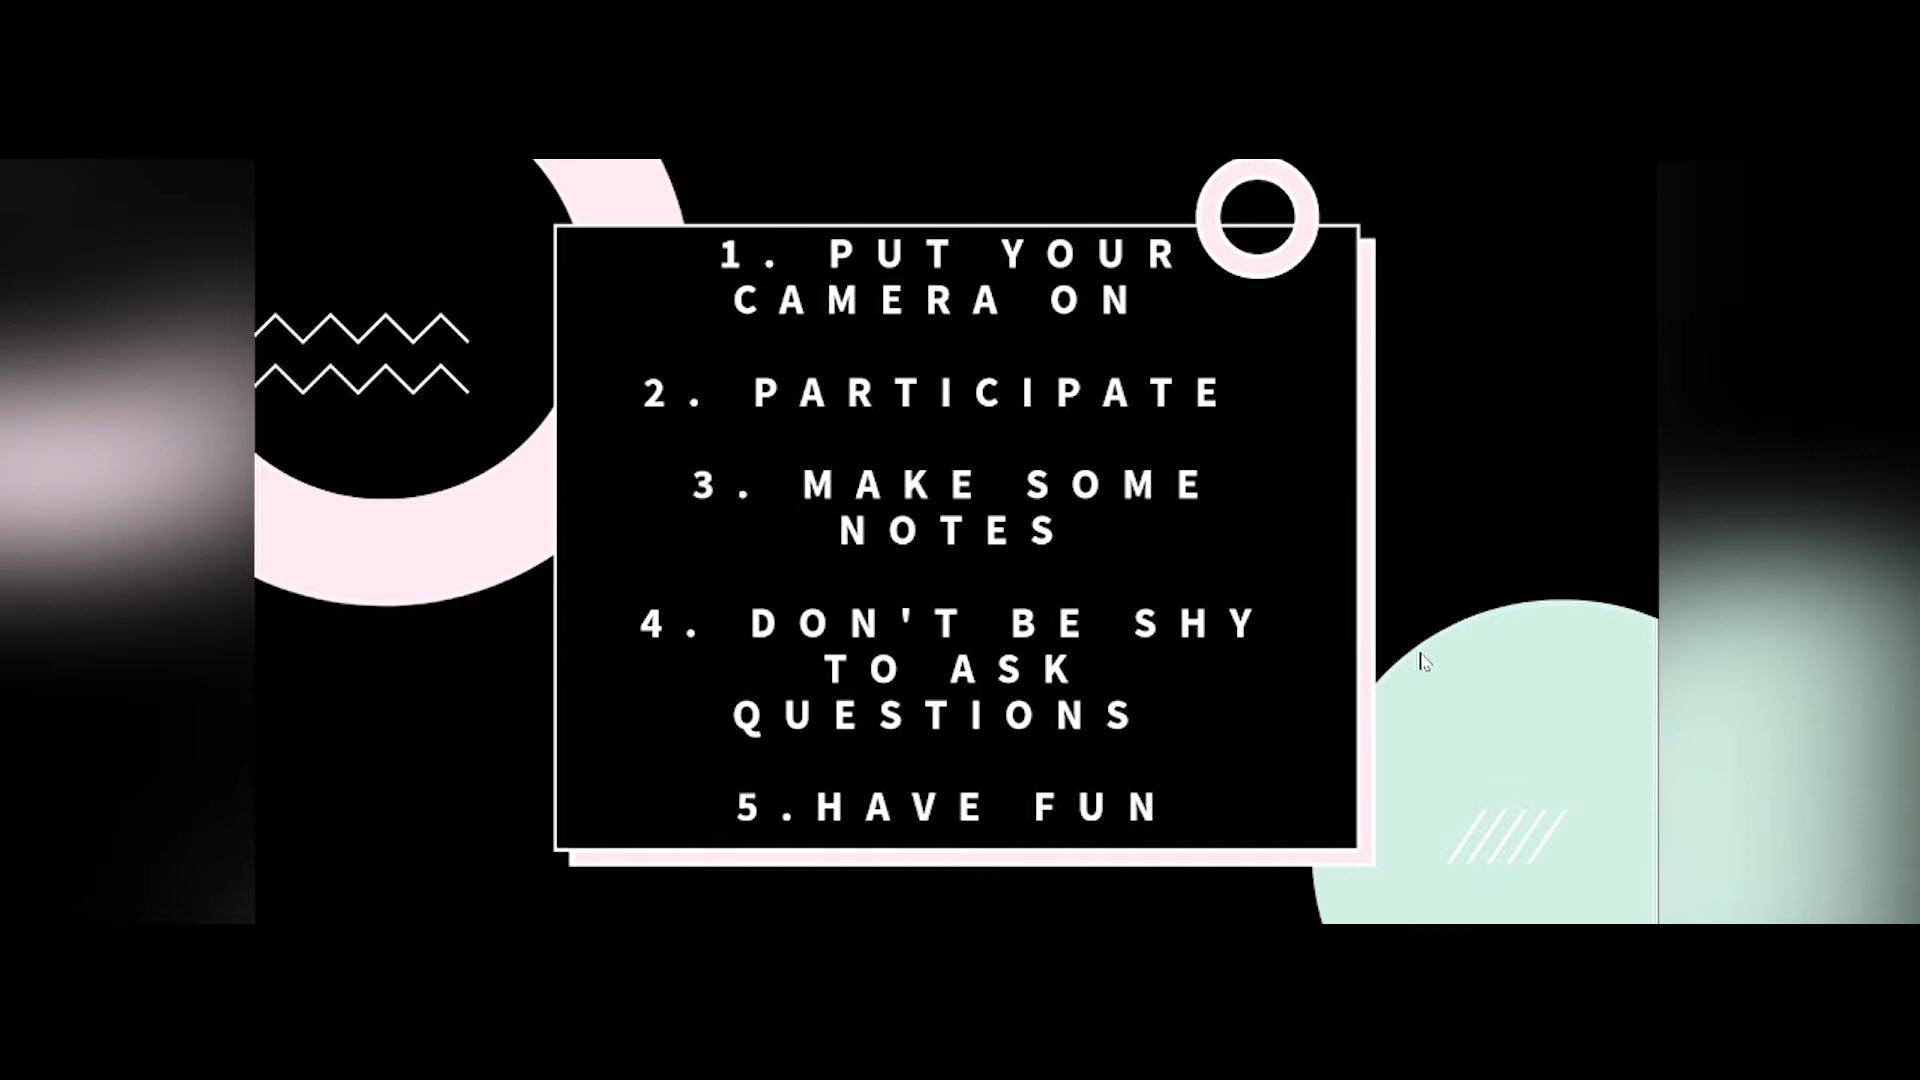 1. PUT YOUR
CAMERA ON
2. PARTICIPATE
3. MAKE SOME
NOTES
4. DON'T BE SHY
TO ASK
QUESTIONS
5.HAVE FUN